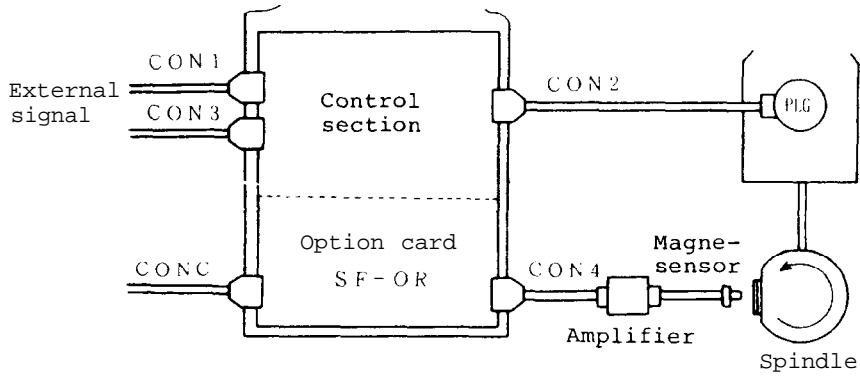 CON1
External
signal
CON3
Control
section
CON2
PLG
Option card
SF-OR
CONC
CON4
Magne-
sensor
Amplifier
Spindle